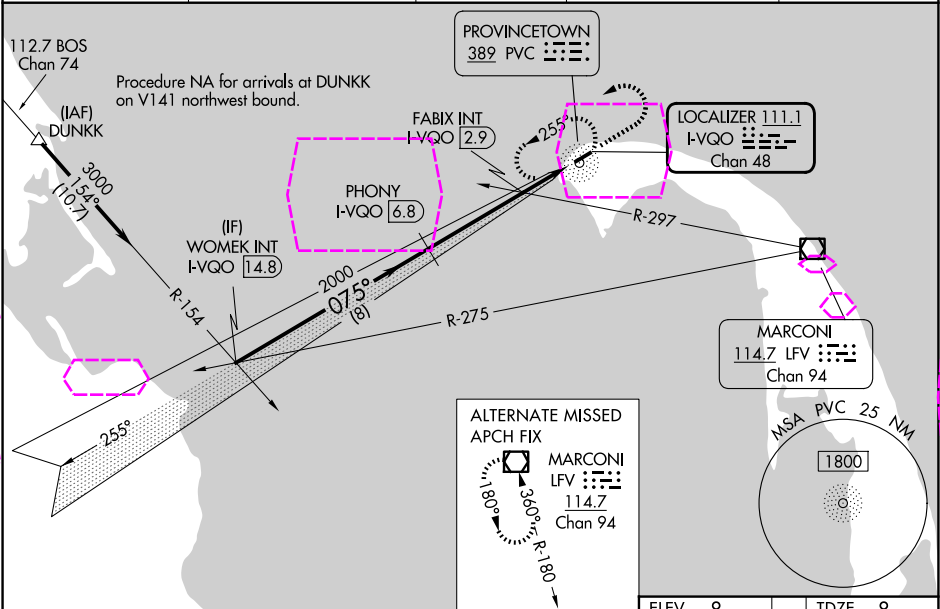 112.7 BOS
Chan 74
Procedure NA for arrivals at DUNKK
on V141 northwest bound.
(IAF)
DUNKK
3000
154°
(10.7)
PROVINCETOWN
389 PVC
FABIX INT
I-VQO 2.9
255°
LOCALIZER 111.1
I-VQO
Chan 48
PHONY
I-VQO 6.8
(IF)
WOMEK INT
I-VQO 14.8
R-297
2000
075°
(8)
R-154
R-275
MARCONI
114.7 LFV
Chan 94
255°
ALTERNATE MISSED
APCH FIX
MARCONI
LFV
114.7
Chan 94
180°
360°
R-180
MSA PVC 25 NM
1800
ELEV 9
TDZE 9